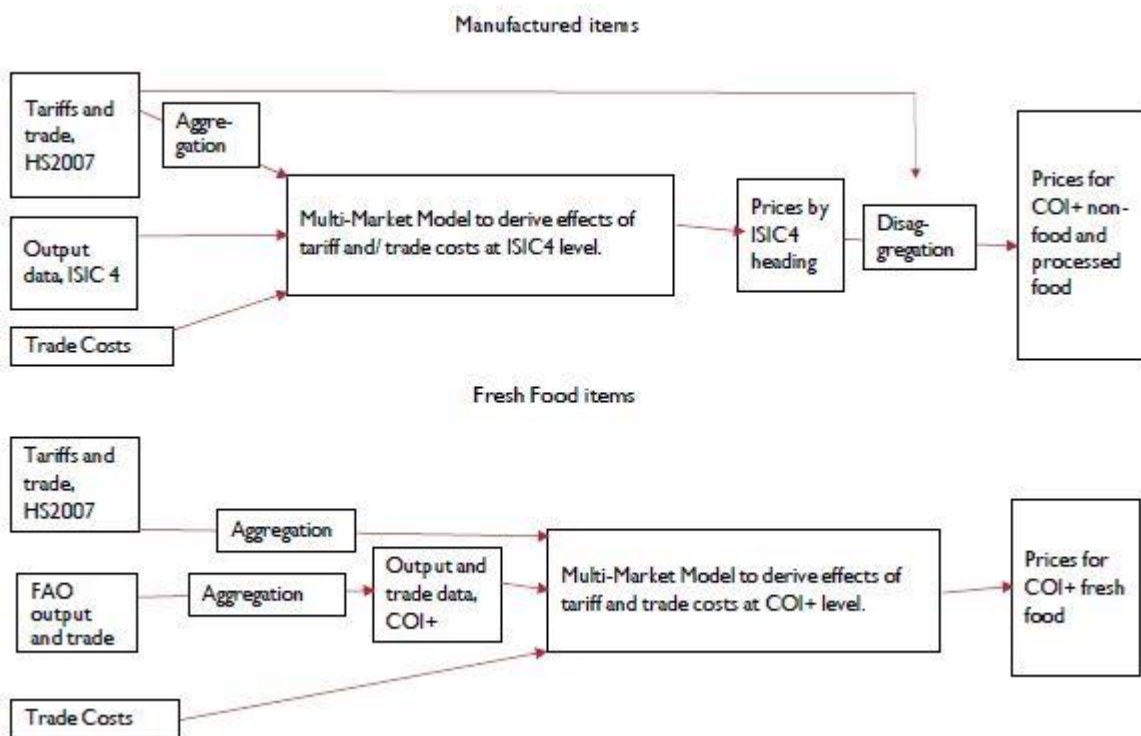 Manufactured items
Tariffs and
trade,
HS2007
Aggre-
gation
Output
data, ISIC 4
Trade Costs
Multi-Market Model to derive effects of
tariff and/ trade costs at ISIC4 level.
Prices by
ISIC4
heading
Disag-
gregation
Prices for
COI+ non-
food and
processed
food
Fresh Food items
Tariffs and
trade,
HS2007
Aggregation
FAO
output
and trade
Aggregation
Output and
trade data,
COI+
Trade Costs
Multi-Market Model to derive effects of
tariff and trade costs at COI+ level.
Prices for
COI+ fresh
food